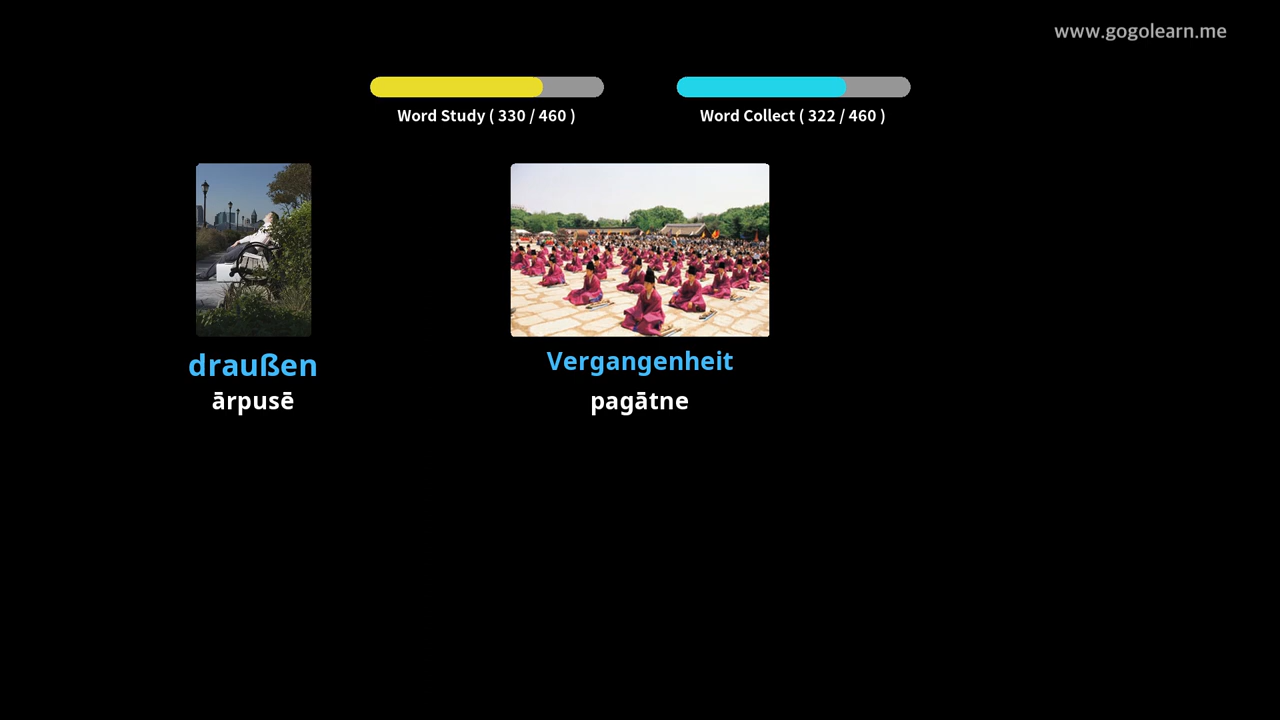 www.gogolearn.me
Word Study ( 330 / 460 )
Word Collect ( 322 / 460 )
draußen
ārpusē
Vergangenheit
pagātne